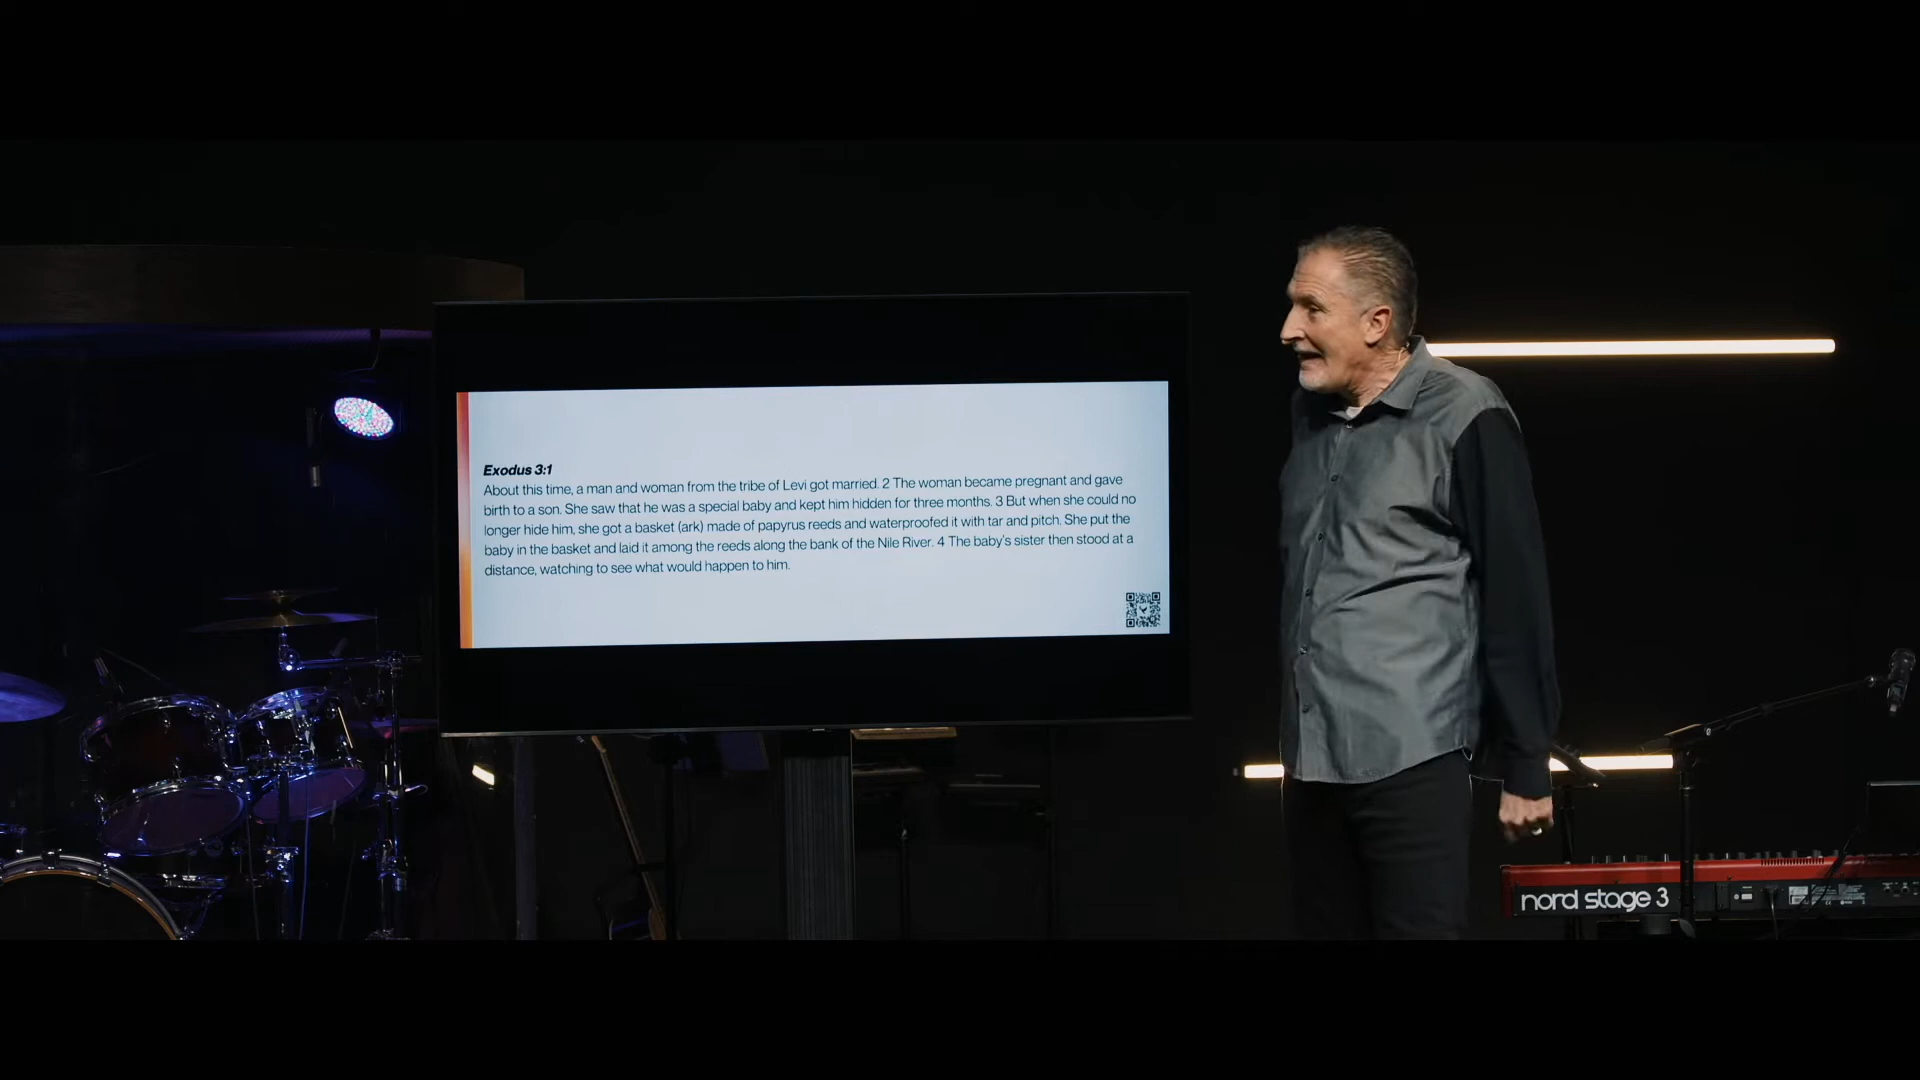 Exodus 3:1
About this time, a man and woman from the tribe of Levi got married. 2 The woman became pregnant and gave
birth to a son. She saw that he was a special baby and kept him hidden for three months. 3 But when she could no
longer hide him, she got a basket (ark) made of papyrus reeds and waterproofed it with tar and pitch. She put the
baby in the basket and laid it among the reeds along the bank of the Nile River. 4 The baby's sister then stood at a
distance, watching to see what would happen to him.
nord stage 3